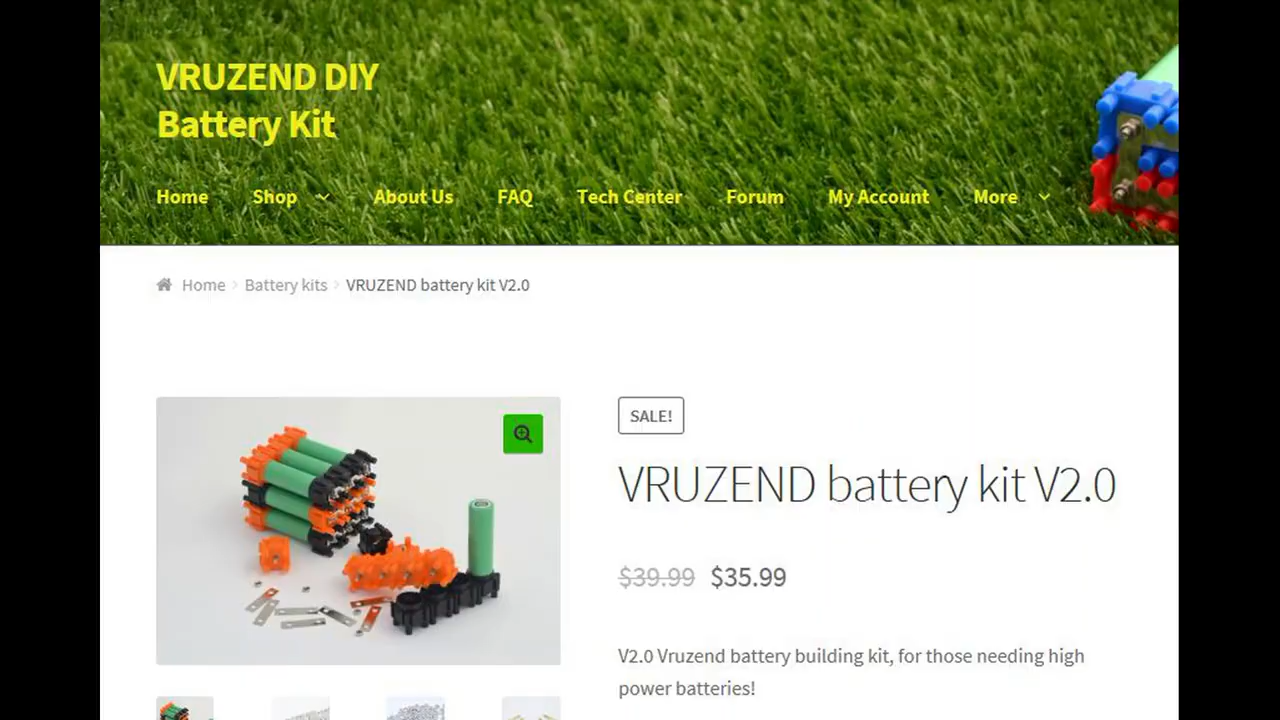 VRUZEND DIY
Battery Kit
Home Shop About Us FAQ Tech Center Forum My Account More
Home Battery kits VRUZEND battery kit V2.0
SALE!
VRUZEND battery kit V2.0
$39.99 $35.99
V2.0 Vruzend battery building kit, for those needing high
power batteries!